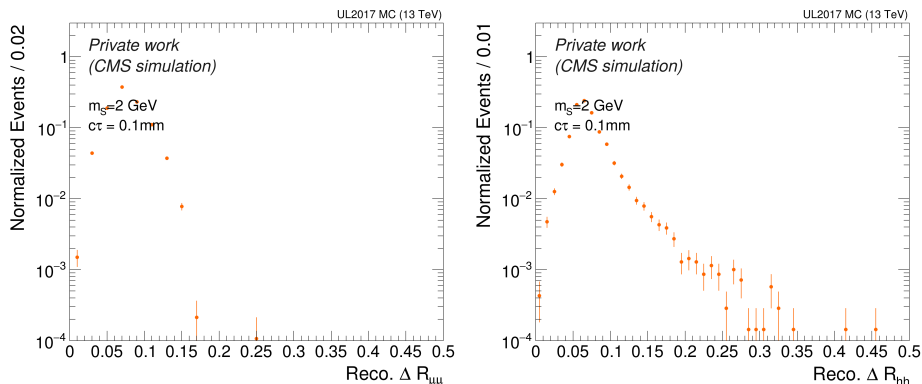 UL2017 MC (13 TeV)
Normalized Events / 0.02
Private work
(CMS simulation)
m_S=2 GeV
cτ = 0.1mm
1
10⁻¹
10⁻²
10⁻³
10⁻⁴
0 0.05 0.1 0.15 0.2 0.25 0.3 0.35 0.4 0.45 0.5
Reco. Δ R_μμ
UL2017 MC (13 TeV)
Normalized Events / 0.01
Private work
(CMS simulation)
m_S=2 GeV
cτ = 0.1mm
1
10⁻¹
10⁻²
10⁻³
10⁻⁴
0 0.05 0.1 0.15 0.2 0.25 0.3 0.35 0.4 0.45 0.5
Reco. Δ R_hh